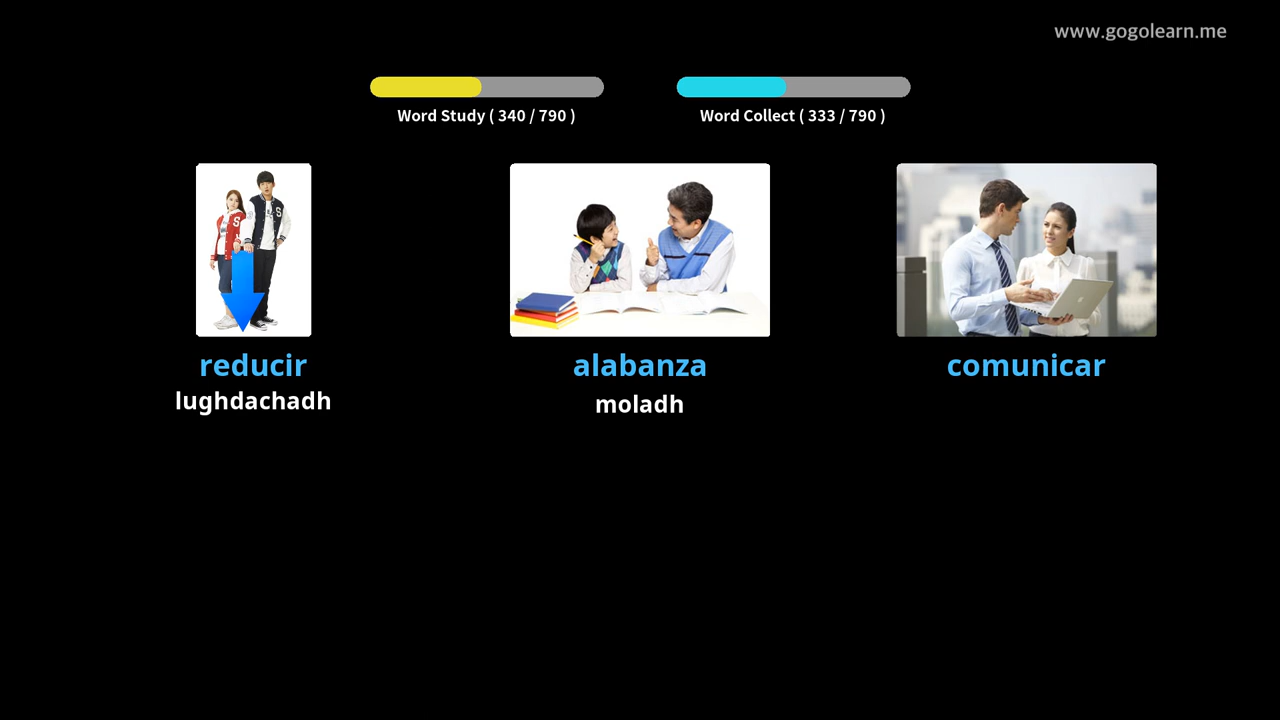 www.gogolearn.me
Word Study ( 340 / 790 )
Word Collect ( 333 / 790 )
reducir
lughdachadh
alabanza
moladh
comunicar